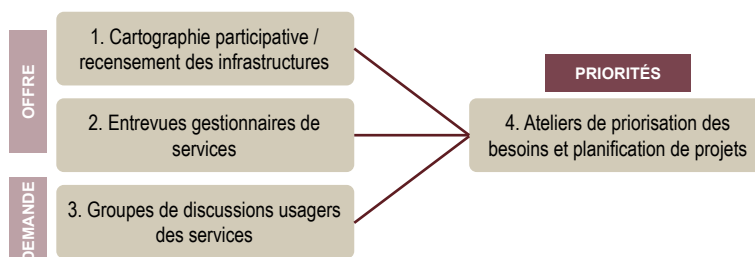 OFFRE
1. Cartographie participative /
recensement des infrastructures
2. Entrevues gestionnaires de
services
DEMANDE
3. Groupes de discussions usagers
des services
PRIORITÉS
4. Ateliers de priorisation des
besoins et planification de projets